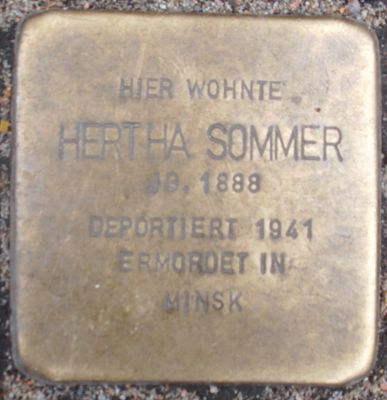 HIER WOHNTE
HERTHA SOMMER
JG. 1888
DEPORTIERT 1941
ERMORDET IN
MINSK